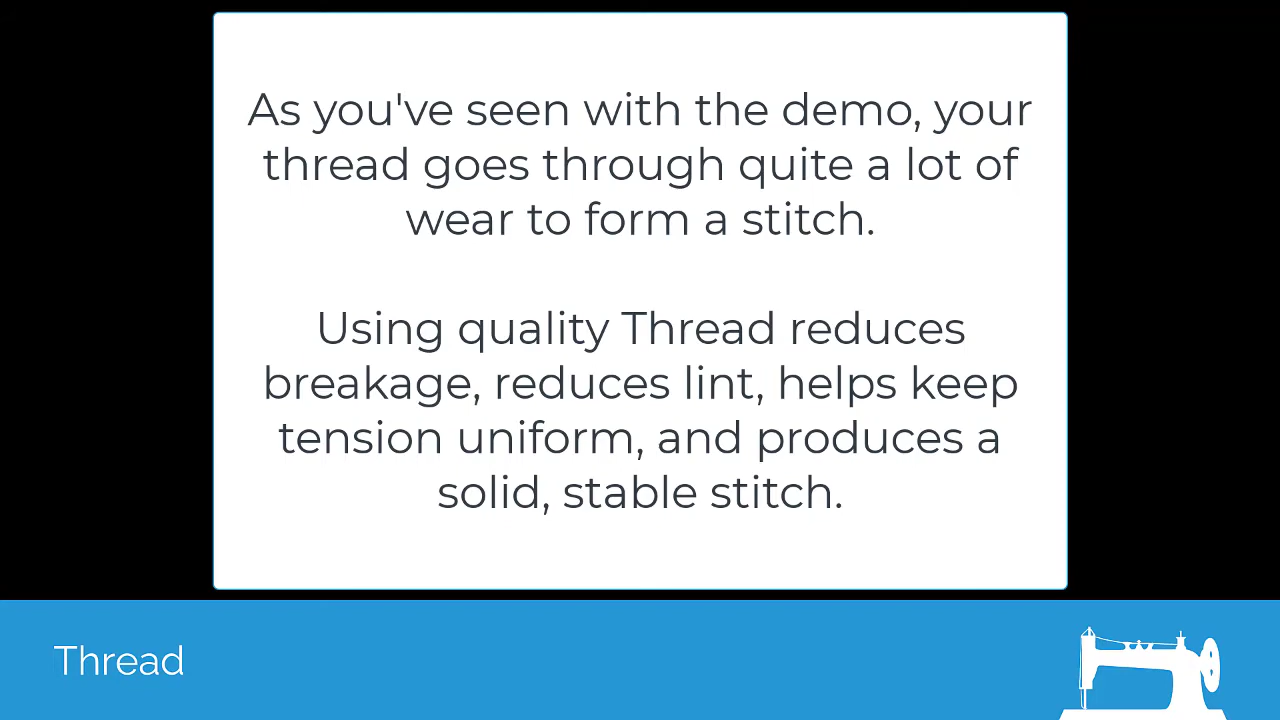 As you've seen with the demo, your
thread goes through quite a lot of
wear to form a stitch.
Using quality Thread reduces
breakage, reduces lint, helps keep
tension uniform, and produces a
solid, stable stitch.
Thread